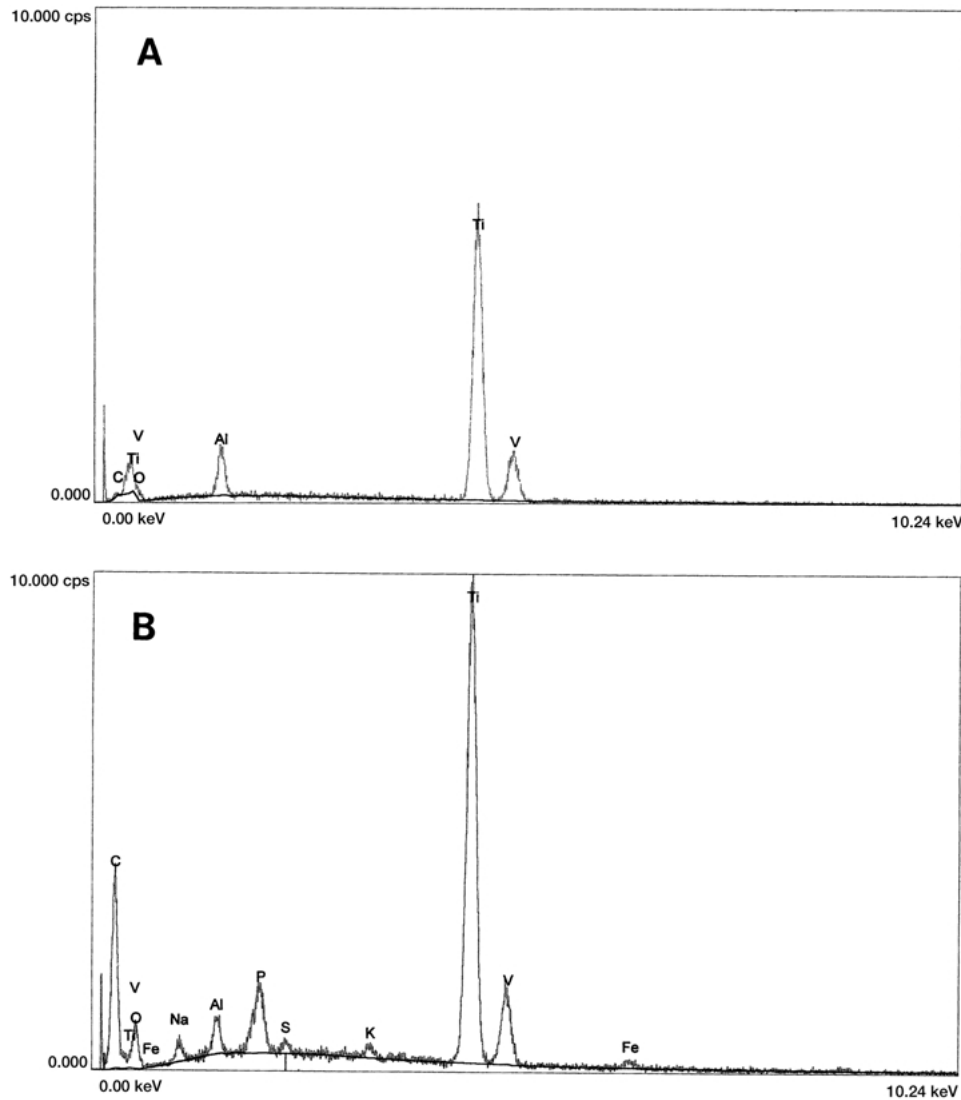 10.000 cps
A
Ti
V
Ti
C O
Al
V
0.000
0.00 keV 10.24 keV
10.000 cps
B
Ti
C
V
O
Ti
Fe
Na
Al
P
S
K
V
Fe
0.000
0.00 keV 10.24 keV